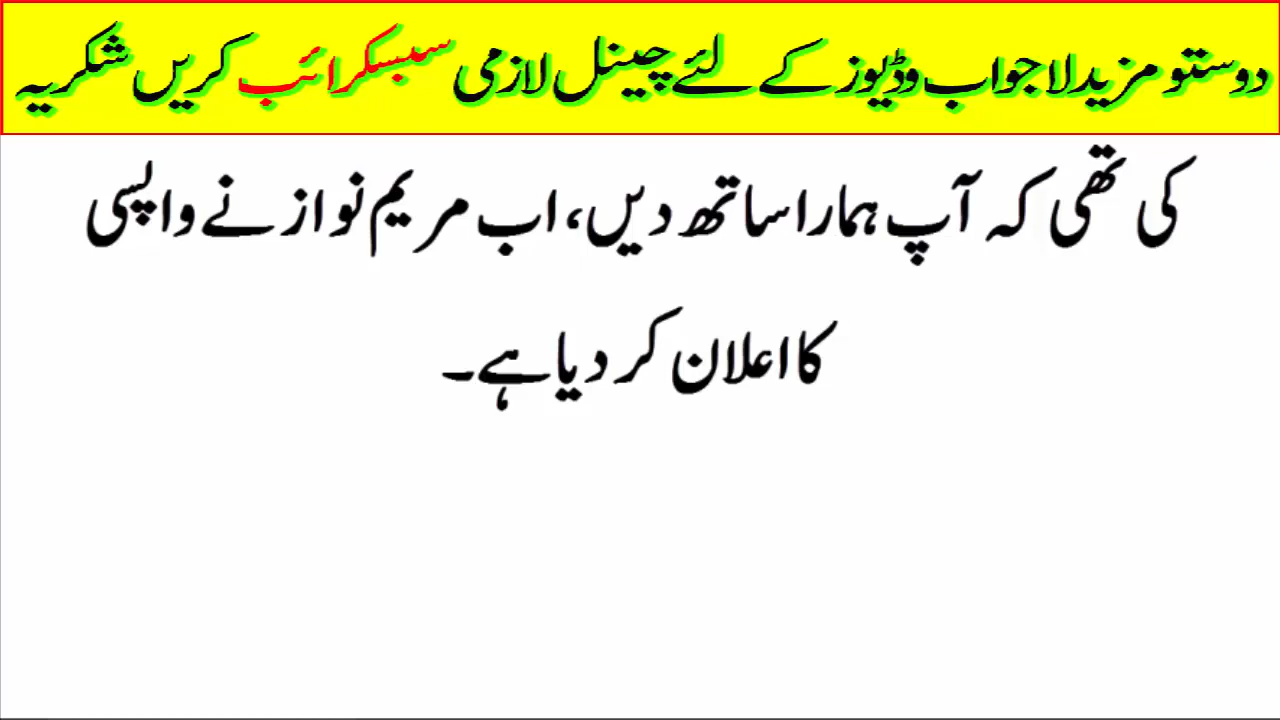 دوستو مزید لاجواب وڈیوز کے لئے چینل لازمی سبسکرائب کریں شکریہ
کی تھی کہ آپ ہمارا ساتھ دیں، اب مریم نواز نے واپسی
کا اعلان کر دیا ہے۔